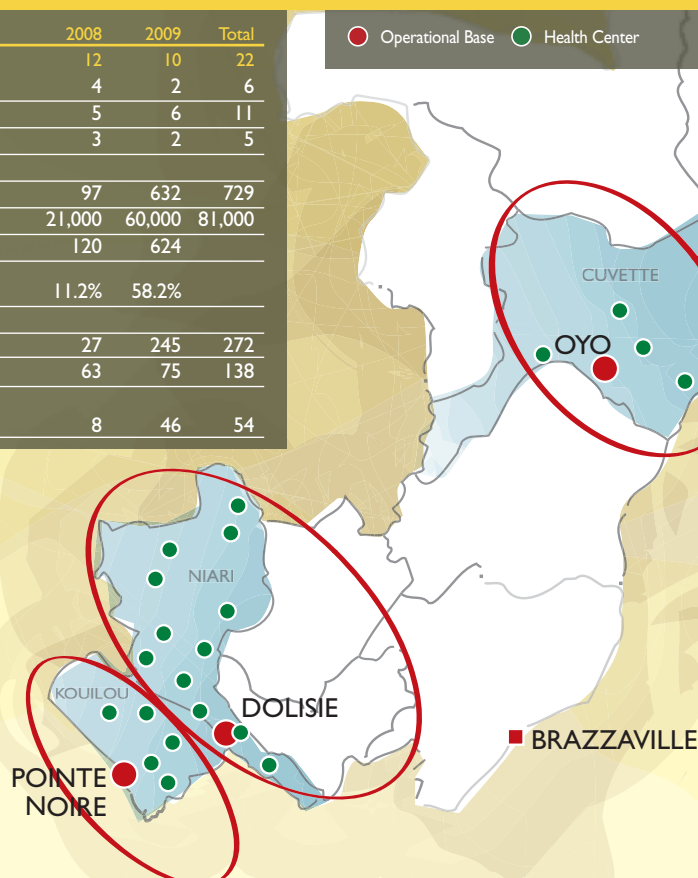 2008 2009 Total
12 10 22
4 2 6
5 6 11
3 2 5
97 632 729
21,000 60,000 81,000
120 624
11.2% 58.2%
27 245 272
63 75 138
8 46 54
Operational Base Health Center
CUVETTE
OYO
NIARI
KOUILOU
DOLISIE
BRAZZAVILLE
POINTE
NOIRE